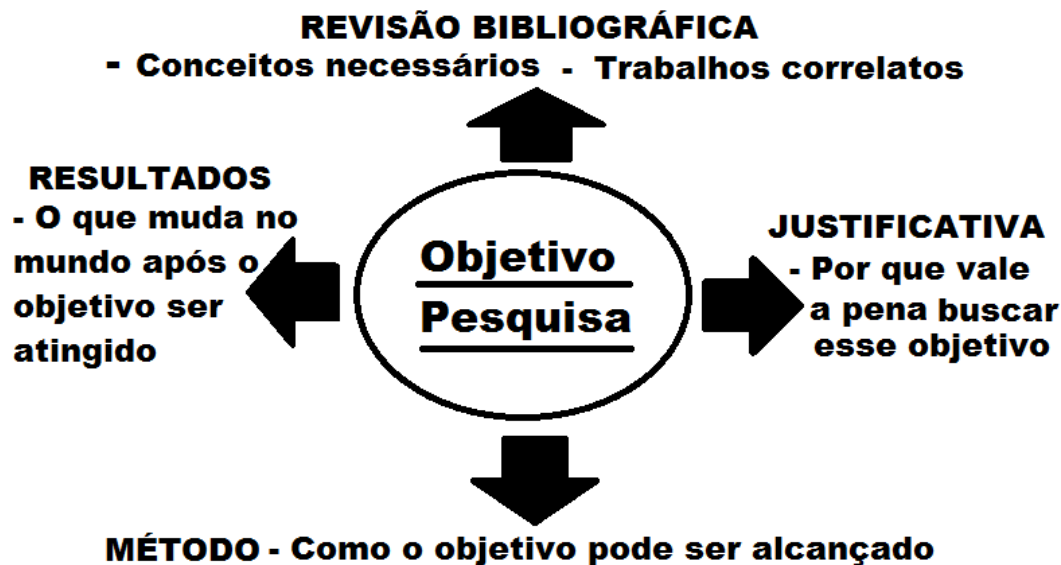 REVISÃO BIBLIOGRÁFICA
- Conceitos necessários - Trabalhos correlatos
RESULTADOS
- O que muda no
mundo após o
objetivo ser
atingido
Objetivo
Pesquisa
JUSTIFICATIVA
- Por que vale
a pena buscar
esse objetivo
MÉTODO - Como o objetivo pode ser alcançado